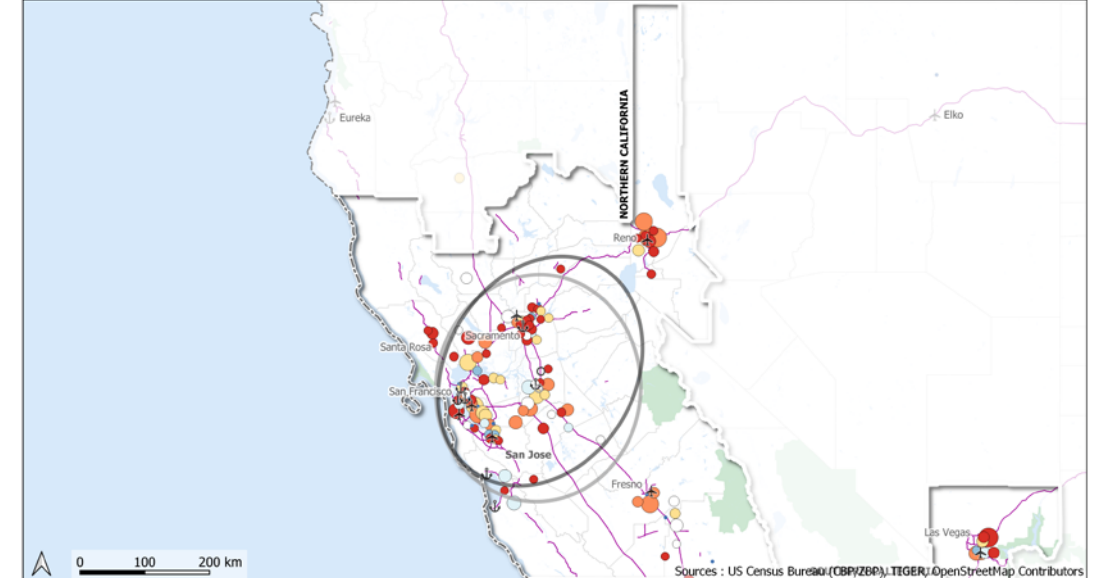 Eureka
Elko
NORTHERN CALIFORNIA
Reno
Sacramento
Santa Rosa
San Francisco
San Jose
Fresno
Las Vegas
0 100 200 km
Sources : US Census Bureau (CBP/ZBP), TIGER, OpenStreetMap Contributors